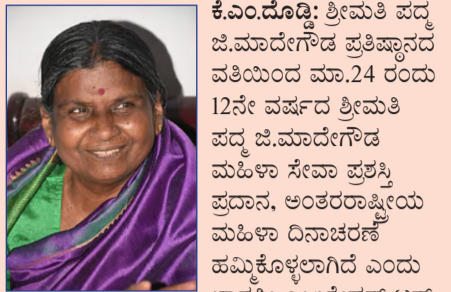 ಕೆ.ಎಂ.ದೊಡ್ಡಿ: ಶ್ರೀಮತಿ ಪದ್ಮ
ಜಿ.ಮಾದೇಗೌಡ ಪ್ರತಿಷ್ಠಾನದ
ವತಿಯಿಂದ ಮಾ.24 ರಂದು
12ನೇ ವರ್ಷದ ಶ್ರೀಮತಿ
ಪದ್ಮ ಜಿ.ಮಾದೇಗೌಡ
ಮಹಿಳಾ ಸೇವಾ ಪ್ರಶಸ್ತಿ
ಪ್ರದಾನ, ಅಂತರರಾಷ್ಟ್ರೀಯ
ಮಹಿಳಾ ದಿನಾಚರಣೆ
ಹಮ್ಮಿಕೊಳ್ಳಲಾಗಿದೆ ಎಂದು